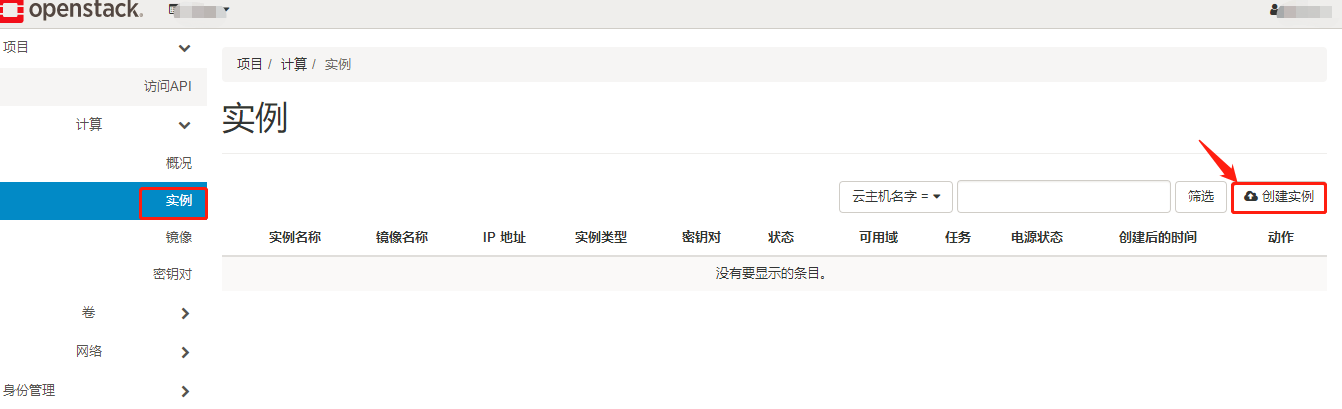 openstack.
项目
访问API
计算
概况
实例
镜像
密钥对
卷
网络
身份管理
项目 / 计算 / 实例
实例
云主机名字 = 筛选 创建实例
实例名称 镜像名称 IP 地址 实例类型 密钥对 状态 可用域 任务 电源状态 创建后的时间 动作
没有要显示的条目。